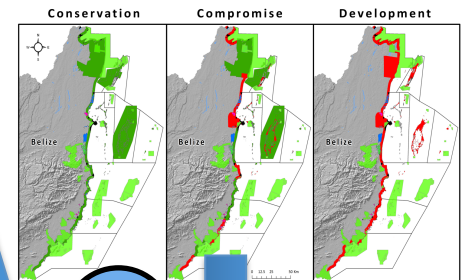 Conservation Compromise Development
N
W E
S
Belize Belize Belize
0 12.5 25 50 Km